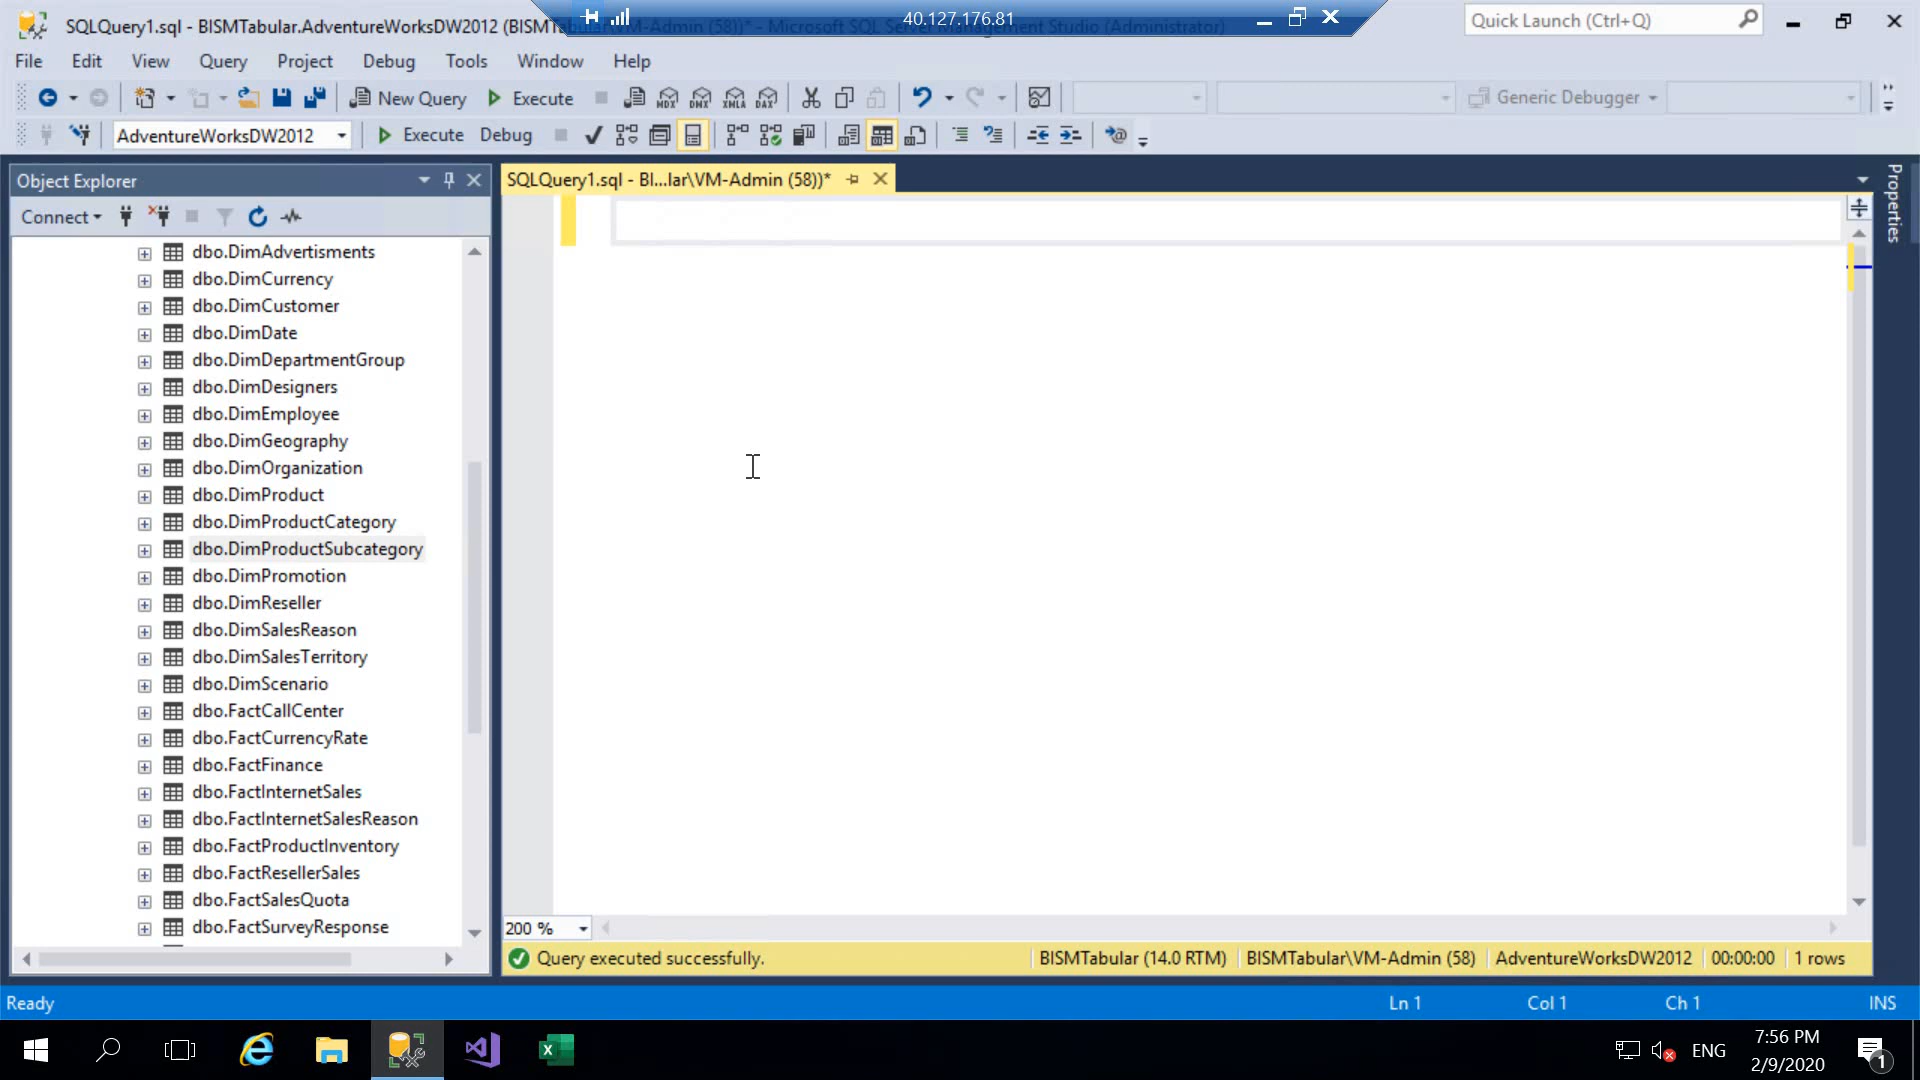 SQLQuery1.sql - BISMTabular.AdventureWorksDW2012 (BISMTabular\VM-Admin (58))* - Microsoft SQL Server Management Studio (Administrator)
40.127.176.81
Quick Launch (Ctrl+Q)
File Edit View Query Project Debug Tools Window Help
New Query Execute MDX DMX XMLA DAX Generic Debugger
AdventureWorksDW2012 Execute Debug
Object Explorer
SQLQuery1.sql - BI...lar\VM-Admin (58))*
Properties
Connect
dbo.DimAdvertisments
dbo.DimCurrency
dbo.DimCustomer
dbo.DimDate
dbo.DimDepartmentGroup
dbo.DimDesigners
dbo.DimEmployee
dbo.DimGeography
dbo.DimOrganization
dbo.DimProduct
dbo.DimProductCategory
dbo.DimProductSubcategory
dbo.DimPromotion
dbo.DimReseller
dbo.DimSalesReason
dbo.DimSalesTerritory
dbo.DimScenario
dbo.FactCallCenter
dbo.FactCurrencyRate
dbo.FactFinance
dbo.FactInternetSales
dbo.FactInternetSalesReason
dbo.FactProductInventory
dbo.FactResellerSales
dbo.FactSalesQuota
dbo.FactSurveyResponse
200 %
Query executed successfully. BISMTabular (14.0 RTM) BISMTabular\VM-Admin (58) AdventureWorksDW2012 00:00:00 1 rows
Ready Ln 1 Col 1 Ch 1 INS
ENG
7:56 PM
2/9/2020
1